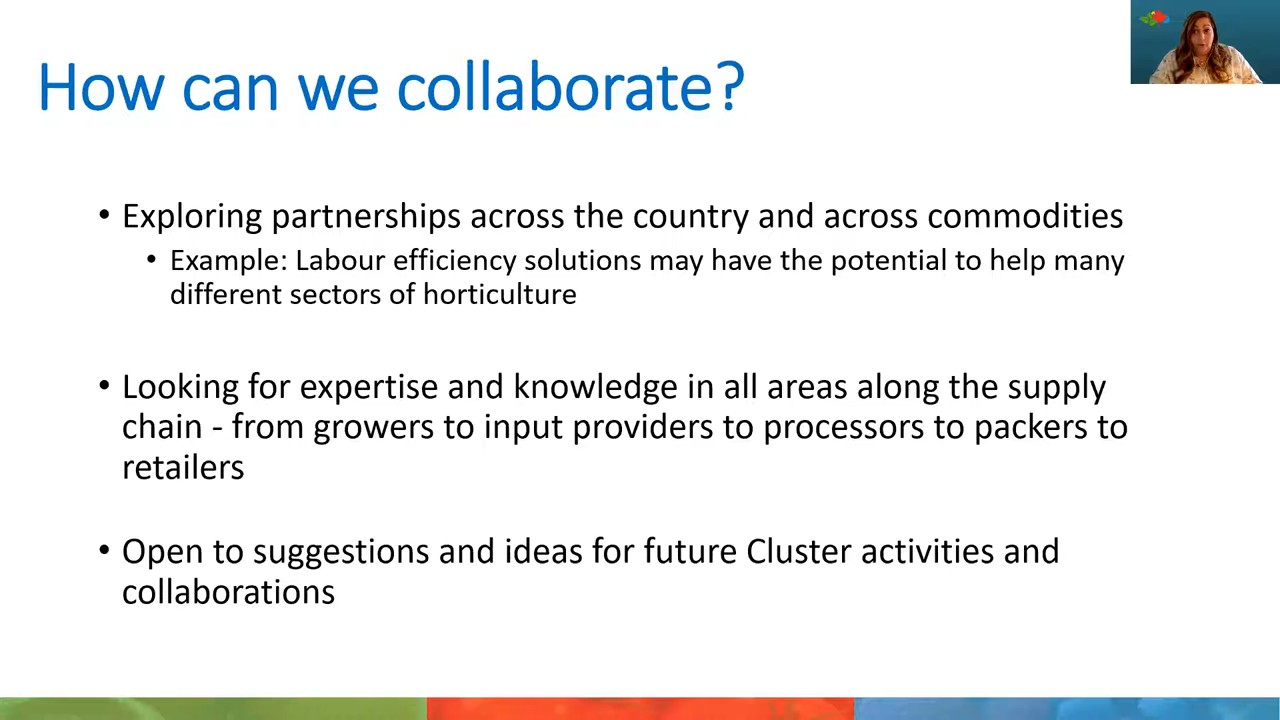 How can we collaborate?
• Exploring partnerships across the country and across commodities
• Example: Labour efficiency solutions may have the potential to help many
different sectors of horticulture
• Looking for expertise and knowledge in all areas along the supply
chain - from growers to input providers to processors to packers to
retailers
• Open to suggestions and ideas for future Cluster activities and
collaborations